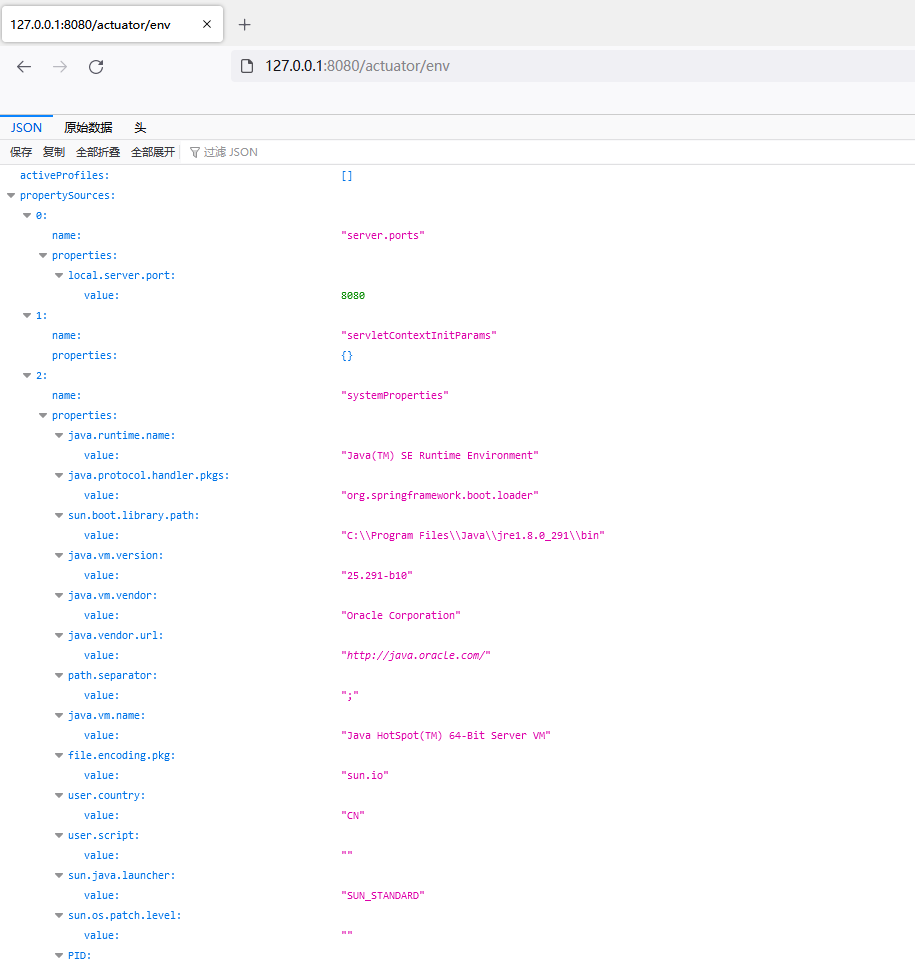 127.0.0.1:8080/actuator/env
127.0.0.1:8080/actuator/env
JSON 原始数据 头
保存 复制 全部折叠 全部展开 过滤 JSON
activeProfiles: []
propertySources:
0:
name: "server.ports"
properties:
local.server.port:
value: 8080
1:
name: "servletContextInitParams"
properties: {}
2:
name: "systemProperties"
properties:
java.runtime.name:
value: "Java(TM) SE Runtime Environment"
java.protocol.handler.pkgs:
value: "org.springframework.boot.loader"
sun.boot.library.path:
value: "C:\\Program Files\\Java\\jre1.8.0_291\\bin"
java.vm.version:
value: "25.291-b10"
java.vm.vendor:
value: "Oracle Corporation"
java.vendor.url:
value: "http://java.oracle.com/"
path.separator:
value: ";"
java.vm.name:
value: "Java HotSpot(TM) 64-Bit Server VM"
file.encoding.pkg:
value: "sun.io"
user.country:
value: "CN"
user.script:
value: ""
sun.java.launcher:
value: "SUN_STANDARD"
sun.os.patch.level:
value: ""
PID: